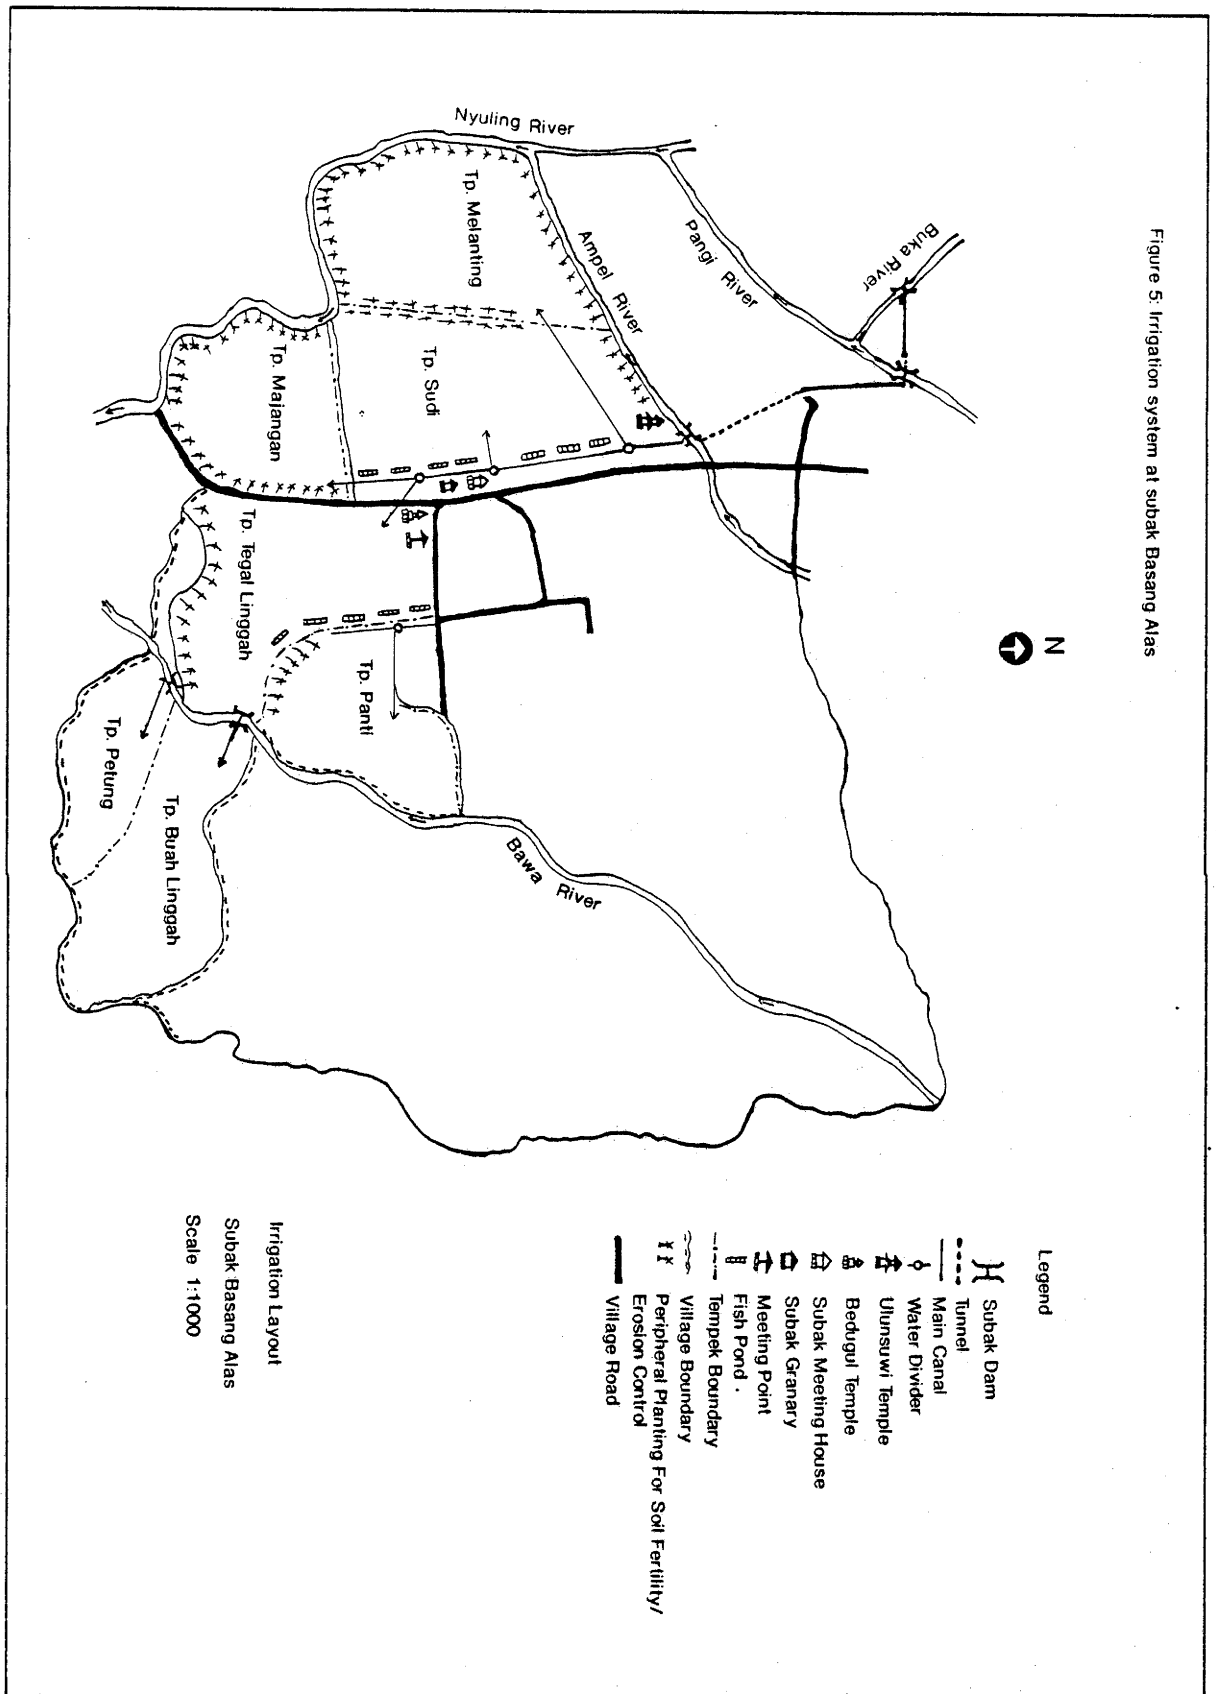 Figure 5: Irrigation system at subak Basang Alas
N
Buka River
Pangi River
Nyuling River
Ampel River
Tp. Melanting
Tp. Sudi
Tp. Majangan
Tp. Tegal Linggah
Tp. Panti
Bawa River
Tp. Petung
Tp. Buah Linggah
Legend
Subak Dam
Tunnel
Main Canal
Water Divider
Ulunsuwi Temple
Bedugul Temple
Subak Meeting House
Subak Granary
Meeting Point
Fish Pond .
Tempek Boundary
Village Boundary
Peripheral Planting For Soil Fertility/
Erosion Control
Village Road
Irrigation Layout
Subak Basang Alas
Scale 1:1000